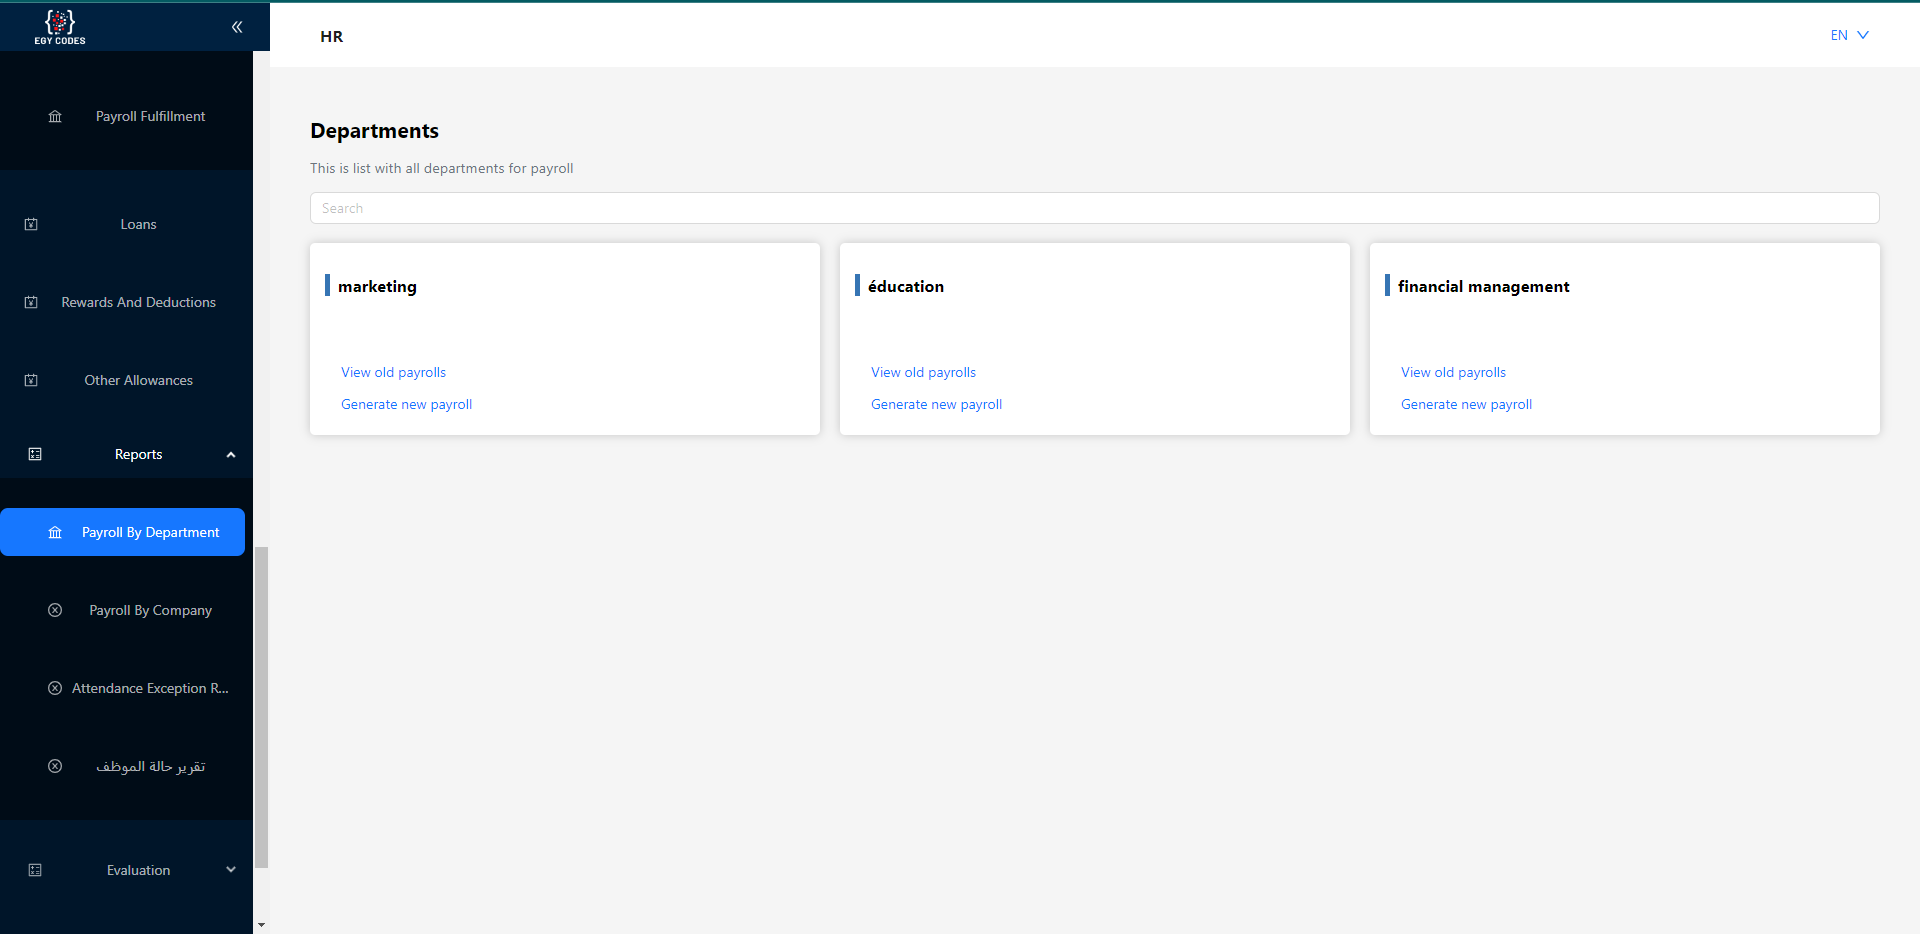 EGY CODES
HR
EN
Payroll Fulfillment
Loans
Rewards And Deductions
Other Allowances
Reports
Payroll By Department
Payroll By Company
Attendance Exception R...
تقرير حالة الموظف
Evaluation
Departments
This is list with all departments for payroll
Search
marketing
View old payrolls
Generate new payroll
éducation
View old payrolls
Generate new payroll
financial management
View old payrolls
Generate new payroll